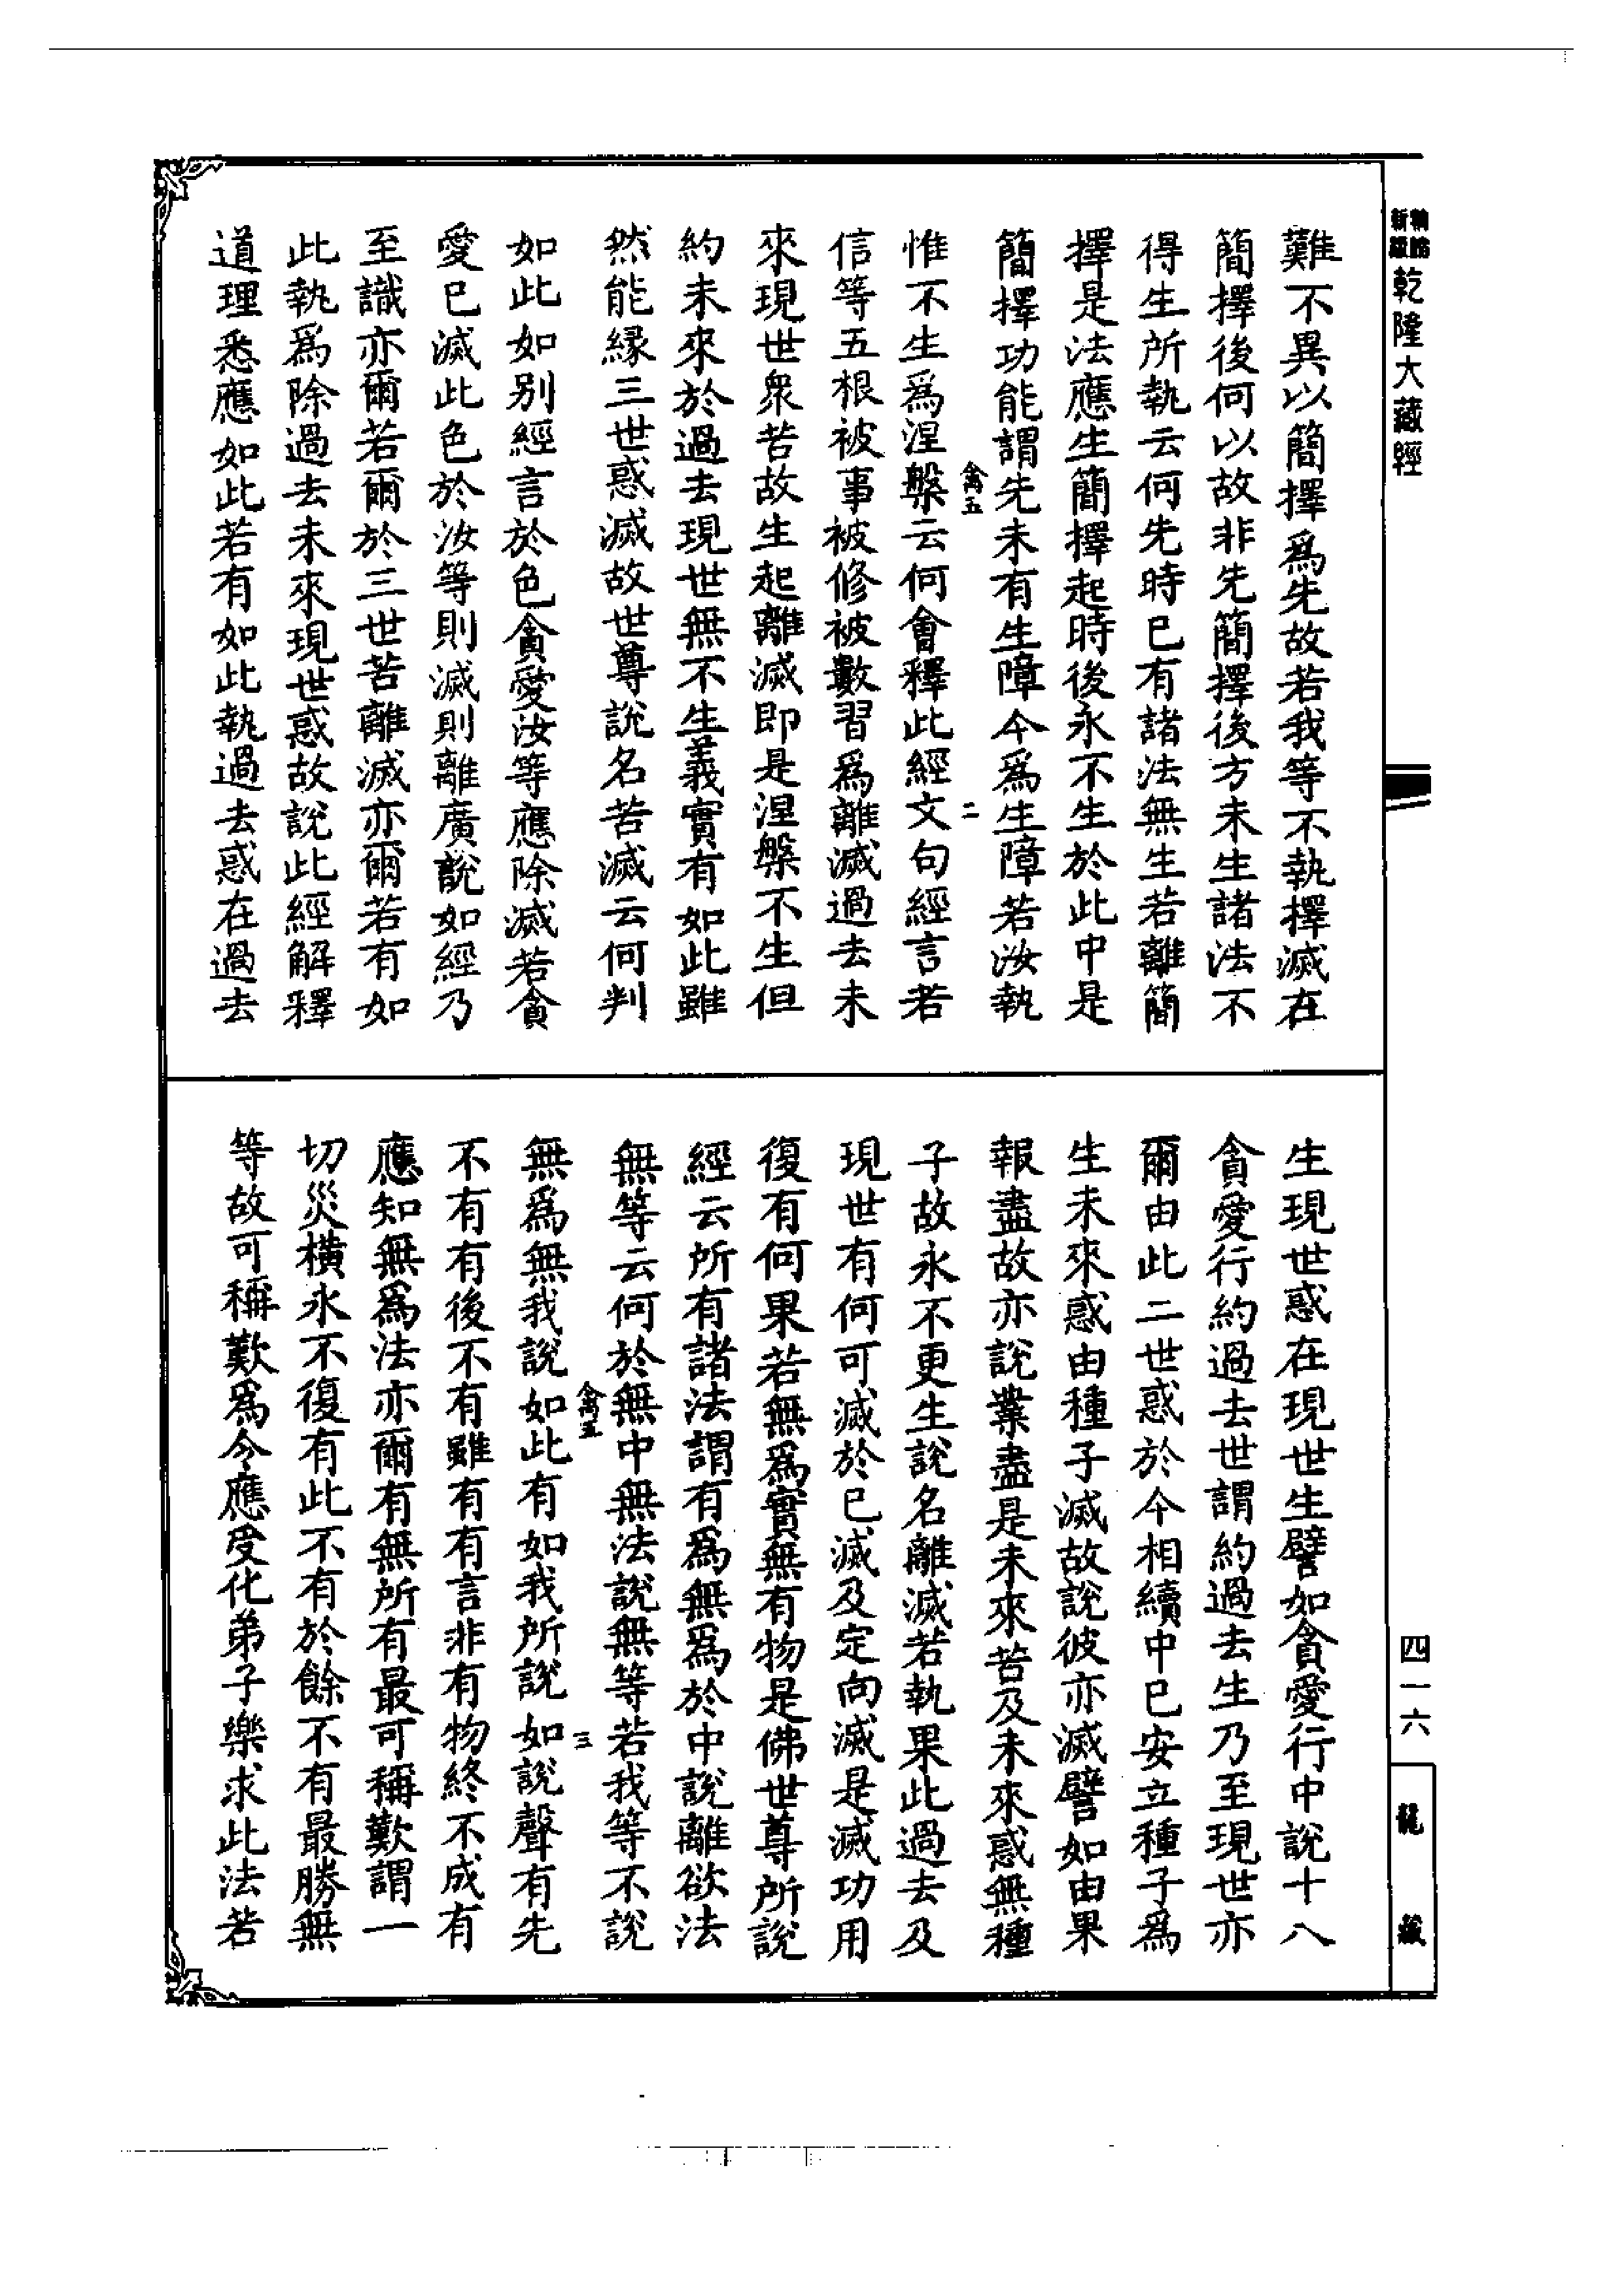 新編縮印
乾隆大藏經
難不異以簡擇爲先故若我等不執擇滅在
簡擇後何以故非先簡擇後方未生諸法不
得生所執云何先時已有諸法無生若離簡
擇是法應生簡擇起時後永不生於此中是
簡擇功能謂先未有生障今爲生障若汝執
禽五
二
惟不生爲涅槃云何會釋此經文句經言若
信等五根被事被修被數習爲離滅過去未
來現世衆苦故生起離滅即是涅槃不生但
約未來於過去現世無不生義實有如此雖
然能緣三世惑滅故世尊說名苦滅云何判
如此如別經言於色貪愛汝等應除滅若貪
愛已滅此色於汝等則滅則離廣說如經乃
至識亦爾若爾於三世苦離滅亦爾若有如
此執爲除過去未來現世惑故說此經解釋
道理悉應如此若有如此執過去惑在過去
生現世惑在現世生譬如貪愛行中說十八
貪愛行約過去世謂約過去生乃至現世亦
爾由此二世惑於今相續中已安立種子爲
生未來惑由種子滅故說彼亦滅譬如由果
報盡故亦說業盡是未來苦及未來惑無種
子故永不更生說名離滅若執果此過去及
現世有何可滅於已滅及定向滅是滅功用
復有何果若無爲實無有物是佛世尊所說
經云所有諸法謂有爲無爲於中說離欲法
無等云何於無中無法說無等若我等不說
禽五
三
無爲無我說如此有如我所說如說聲有先
不有有後不有雖有有言非有物終不成有
應知無爲法亦爾有無所有最可稱歎謂一
切災橫永不復有此不有於餘不有最勝無
等故可稱歎爲令應受化弟子樂求此法若
四一六
龍藏